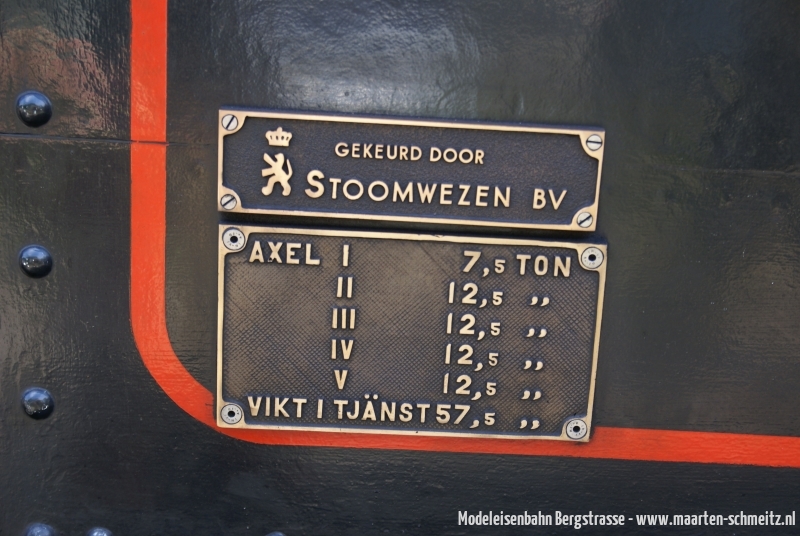 GEKEURD DOOR
STOOMWEZEN BV
AXEL I 7,5 TON
II 12,5 ,,
III 12,5 ,,
IV 12,5 ,,
V 12,5 ,,
VIKT I TJÄNST 57,5 ,,
Modeleisenbahn Bergstrasse - www.maarten-schmeitz.nl